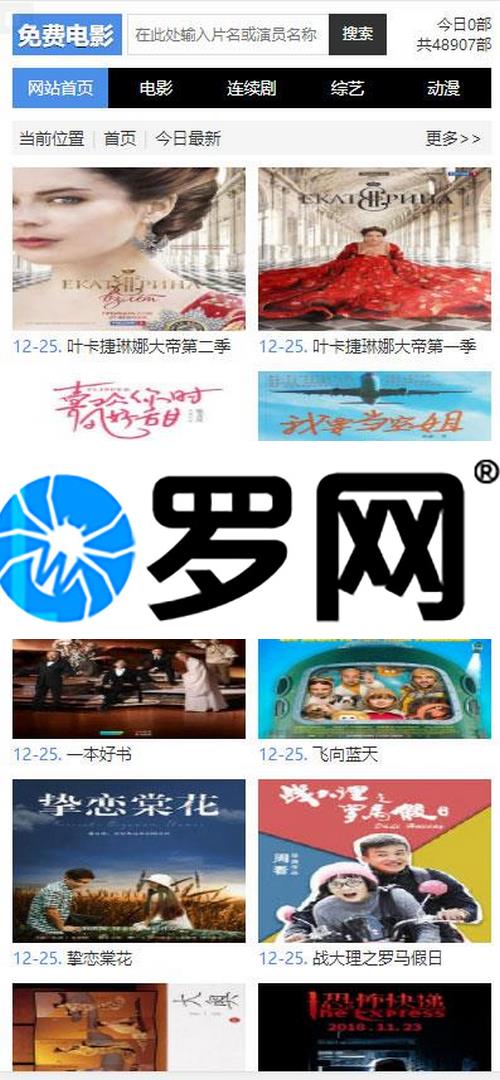 免费电影
在此处输入片名或演员名称
搜索
今日0部
共48907部
网站首页
电影
连续剧
综艺
动漫
当前位置 | 首页 | 今日最新
更多>>
ЕКАТЕРИНА
ЕКАТЕРИНА
взлёт
12-25. 叶卡捷琳娜大帝第二季
12-25. 叶卡捷琳娜大帝第一季
我要当空姐
罗网®
12-25. 一本好书
12-25. 飞向蓝天
挚恋棠花
战大理之罗马假日
12-25. 挚恋棠花
12-25. 战大理之罗马假日
恐怖快递
The Express
2018.11.23